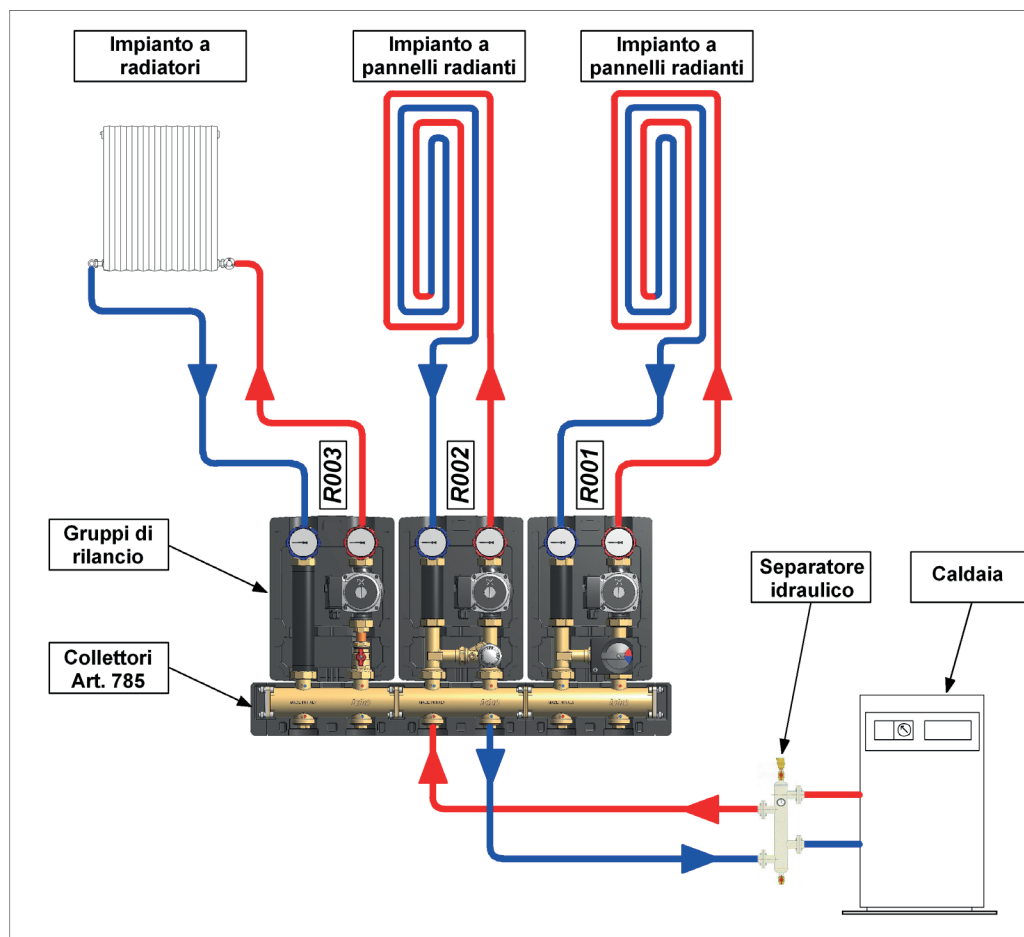 Impianto a
radiatori
Impianto a
pannelli radianti
Impianto a
pannelli radianti
R003
R002
R001
Gruppi di
rilancio
Separatore
idraulico
Caldaia
Collettori
Art. 785